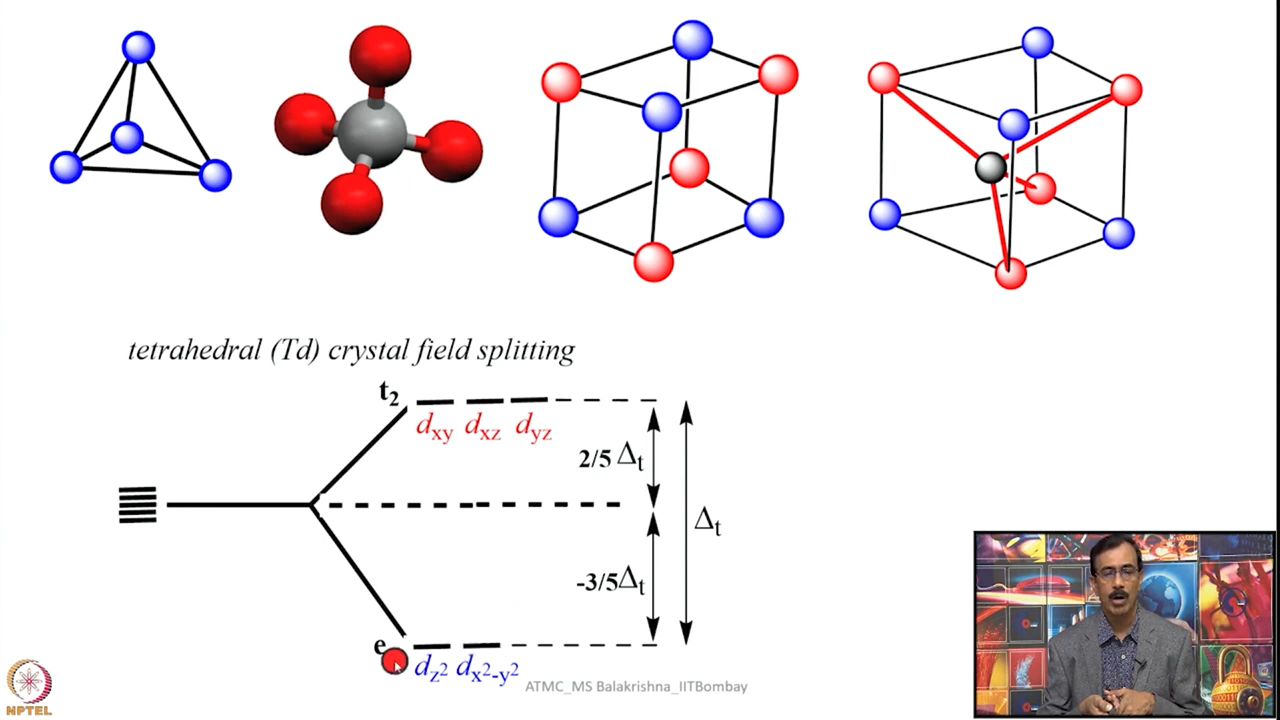 tetrahedral (Td) crystal field splitting
t₂
dxy dxz dyz
2/5 Δt
Δt
-3/5Δt
e
dz² dx²-y²
ATMC_MS Balakrishna_IITBombay
NPTEL